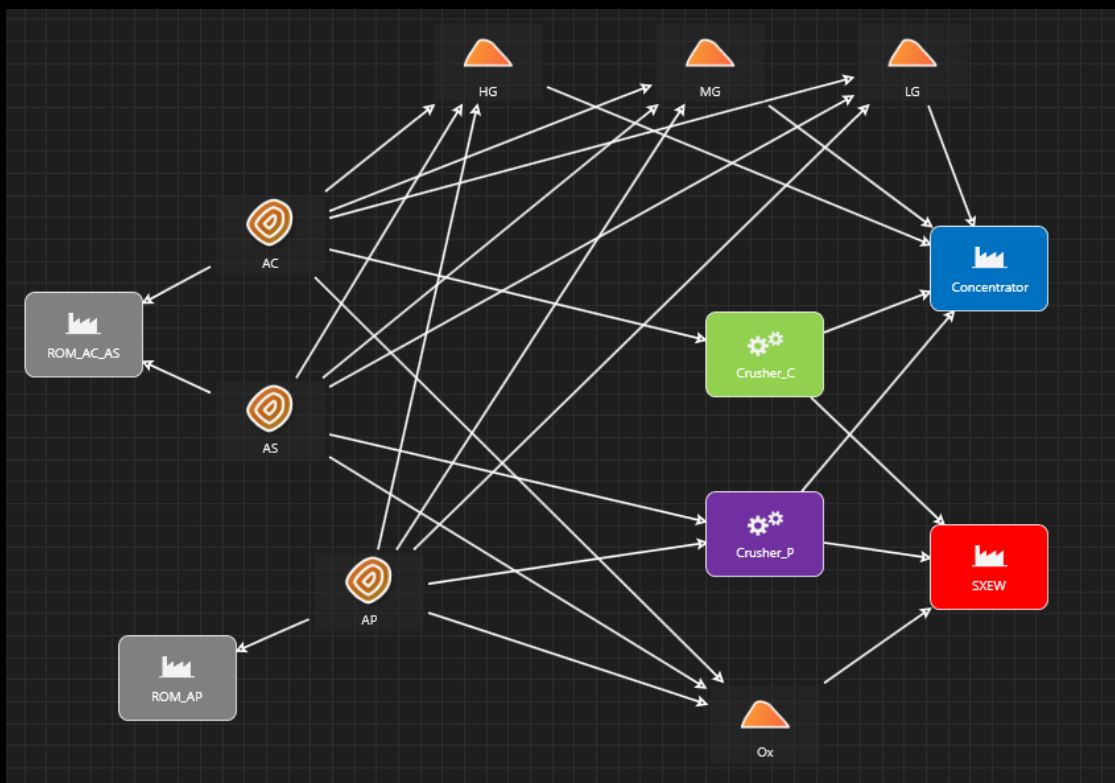 HG
MG
LG
AC
Concentrator
ROM_AC_AS
Crusher_C
AS
Crusher_P
SXEW
AP
ROM_AP
Ox